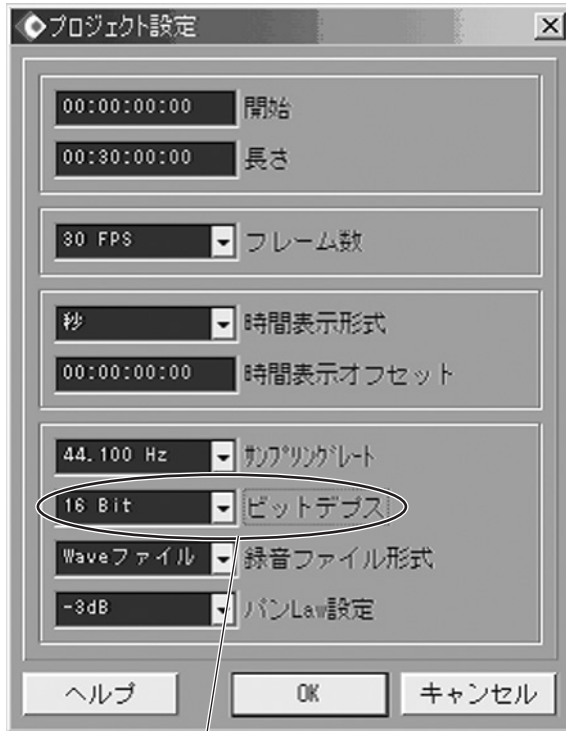 プロジェクト設定
00:00:00:00 開始
00:30:00:00 長さ
30 FPS フレーム数
秒 時間表示形式
00:00:00:00 時間表示オフセット
44.100 Hz ｻﾝﾌﾟﾘﾝｸﾞﾚｰﾄ
16 Bit ビットデプス
Waveファイル 録音ファイル形式
-3dB パンLaw設定
ヘルプ OK キャンセル